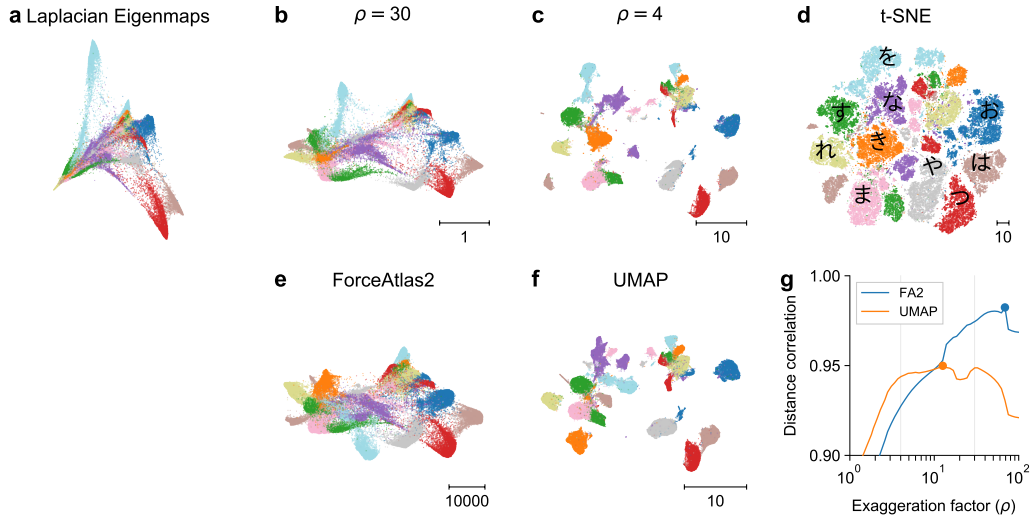 a Laplacian Eigenmaps
b ρ = 30
c ρ = 4
d t-SNE
を
す
な
お
き
れ
や
は
ま
つ
1
10
10
e ForceAtlas2
f UMAP
g
10000
10
FA2
UMAP
1.00
0.95
0.90
Distance correlation
10⁰
10¹
10²
Exaggeration factor (ρ)